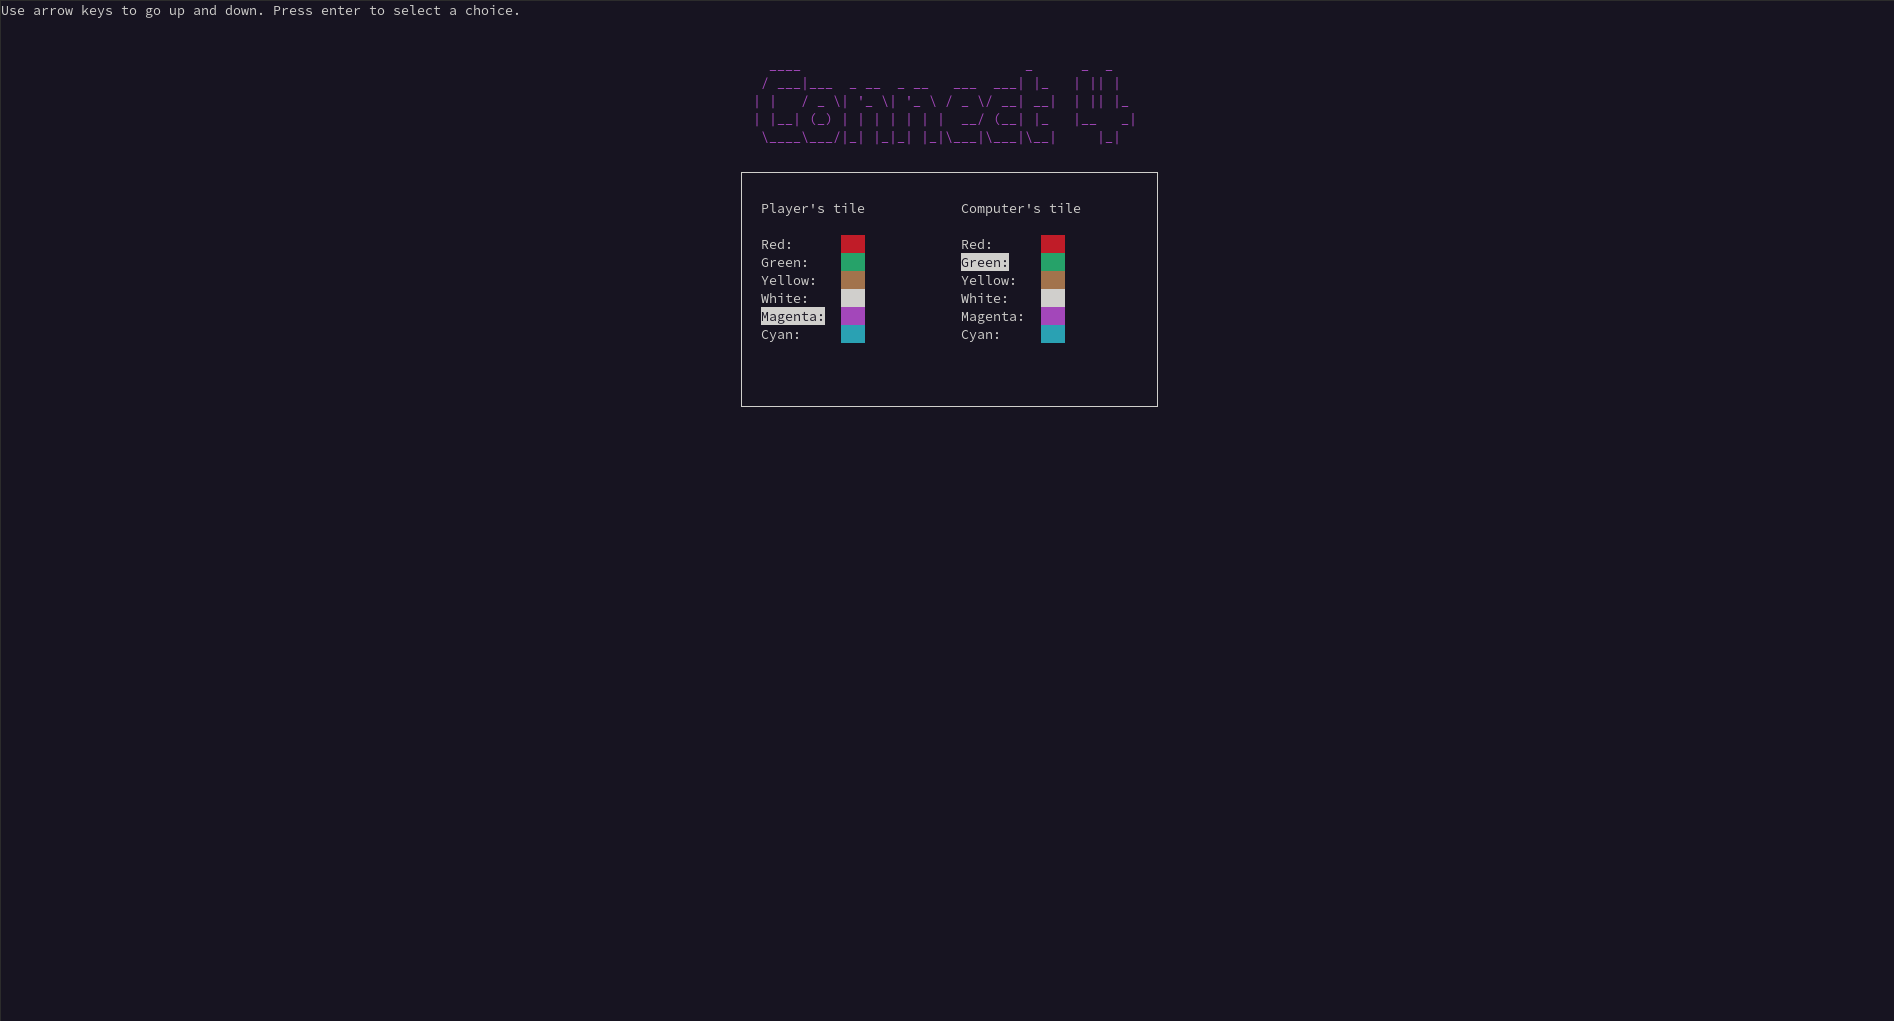 Use arrow keys to go up and down. Press enter to select a choice.
Connect 4
Player's tile Computer's tile
Red: Red:
Green: Green:
Yellow: Yellow:
White: White:
Magenta: Magenta:
Cyan: Cyan: